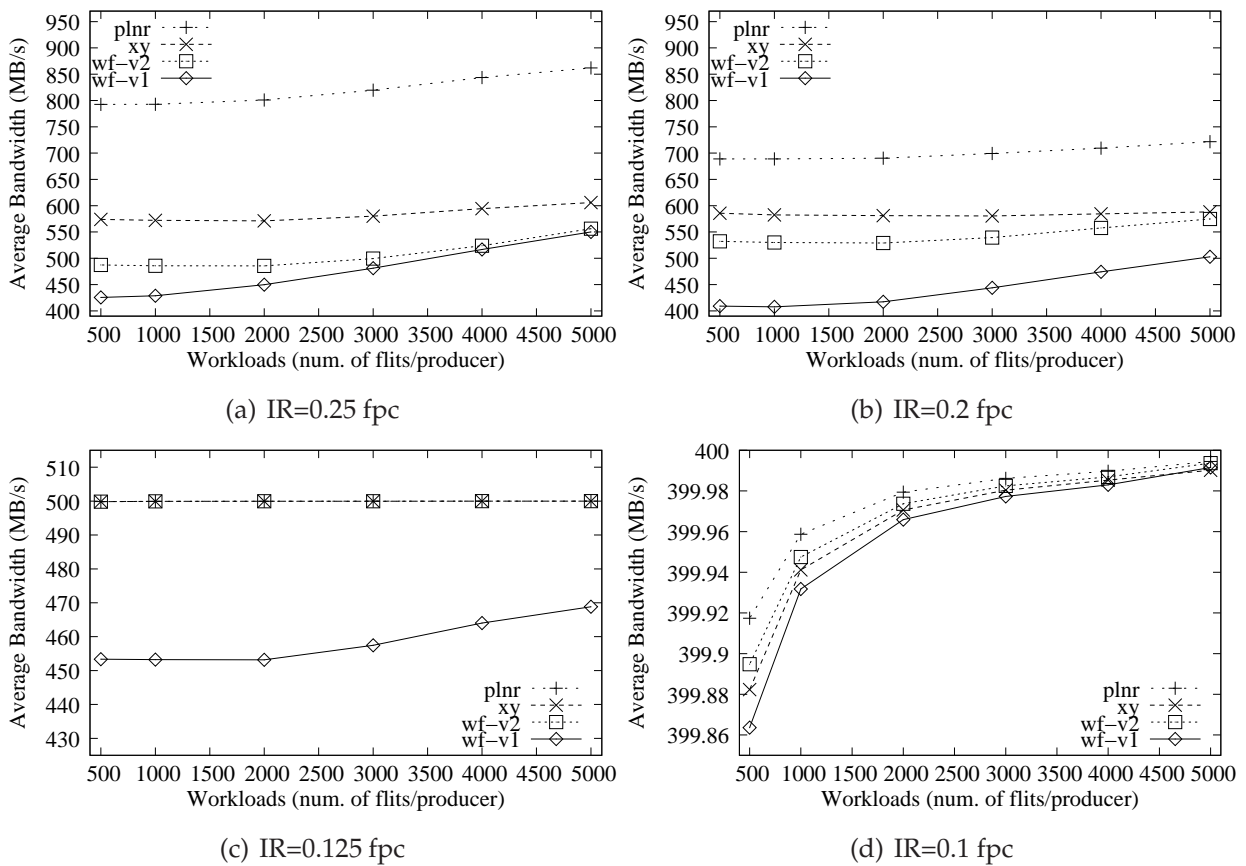 Average Bandwidth (MB/s)
950
900
850
800
750
700
650
600
550
500
450
400
plnr
xy
wf-v2
wf-v1
500 1000 1500 2000 2500 3000 3500 4000 4500 5000
Workloads (num. of flits/producer)
(a) IR=0.25 fpc
Average Bandwidth (MB/s)
950
900
850
800
750
700
650
600
550
500
450
400
plnr
xy
wf-v2
wf-v1
500 1000 1500 2000 2500 3000 3500 4000 4500 5000
Workloads (num. of flits/producer)
(b) IR=0.2 fpc
Average Bandwidth (MB/s)
510
500
490
480
470
460
450
440
430
plnr
xy
wf-v2
wf-v1
500 1000 1500 2000 2500 3000 3500 4000 4500 5000
Workloads (num. of flits/producer)
(c) IR=0.125 fpc
Average Bandwidth (MB/s)
400
399.98
399.96
399.94
399.92
399.9
399.88
399.86
plnr
xy
wf-v2
wf-v1
500 1000 1500 2000 2500 3000 3500 4000 4500 5000
Workloads (num. of flits/producer)
(d) IR=0.1 fpc